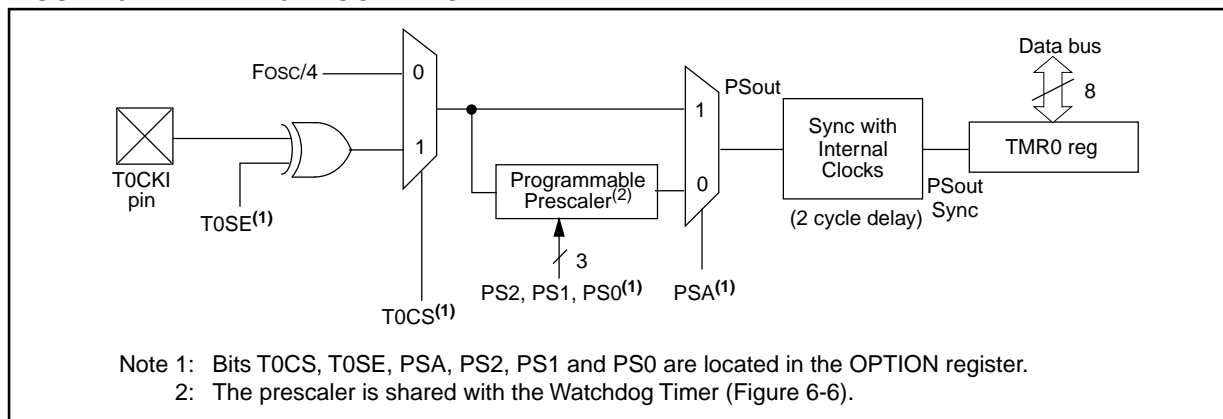 Data bus
FOSC/4
0
PSout
8
1
Sync with
Internal
Clocks
TMR0 reg
1
T0CKI
pin
Programmable
Prescaler(2)
0
PSout
Sync
T0SE(1)
(2 cycle delay)
3
PS2, PS1, PS0(1)
PSA(1)
T0CS(1)
Note 1: Bits T0CS, T0SE, PSA, PS2, PS1 and PS0 are located in the OPTION register.
2: The prescaler is shared with the Watchdog Timer (Figure 6-6).